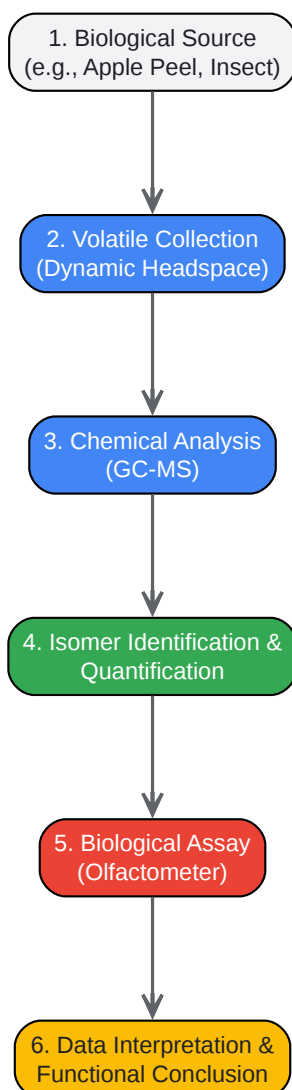 1. Biological Source
(e.g., Apple Peel, Insect)
2. Volatile Collection
(Dynamic Headspace)
3. Chemical Analysis
(GC-MS)
4. Isomer Identification &
Quantification
5. Biological Assay
(Olfactometer)
6. Data Interpretation &
Functional Conclusion